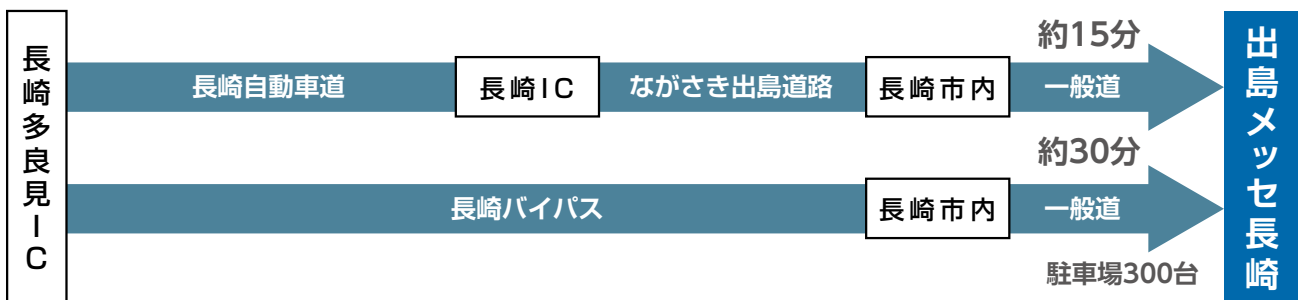 長崎多良見IC
約15分
長崎自動車道
長崎IC
ながさき出島道路
長崎市内
一般道
約30分
長崎バイパス
長崎市内
一般道
駐車場300台
出島メッセ長崎